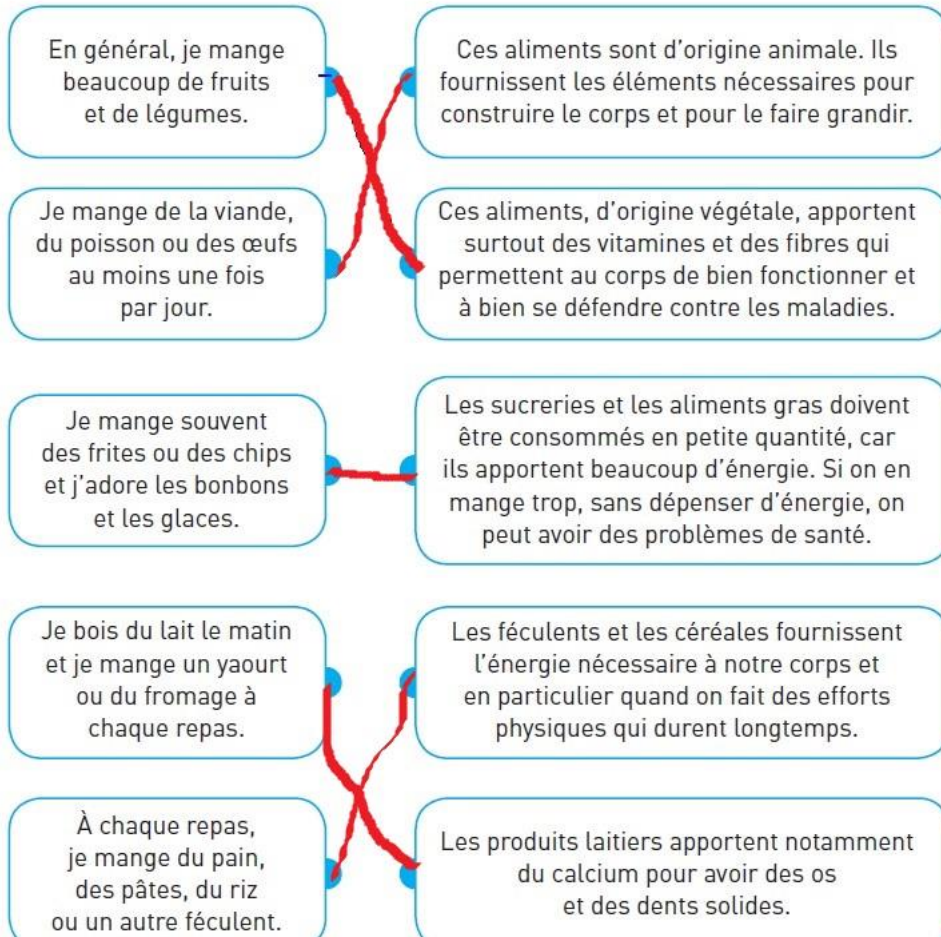 En général, je mange
beaucoup de fruits
et de légumes.
Ces aliments sont d'origine animale. Ils
fournissent les éléments nécessaires pour
construire le corps et pour le faire grandir.
Je mange de la viande,
du poisson ou des œufs
au moins une fois
par jour.
Ces aliments, d'origine végétale, apportent
surtout des vitamines et des fibres qui
permettent au corps de bien fonctionner et
à bien se défendre contre les maladies.
Je mange souvent
des frites ou des chips
et j'adore les bonbons
et les glaces.
Les sucreries et les aliments gras doivent
être consommés en petite quantité, car
ils apportent beaucoup d'énergie. Si on en
mange trop, sans dépenser d'énergie, on
peut avoir des problèmes de santé.
Je bois du lait le matin
et je mange un yaourt
ou du fromage à
chaque repas.
Les féculents et les céréales fournissent
l'énergie nécessaire à notre corps et
en particulier quand on fait des efforts
physiques qui durent longtemps.
À chaque repas,
je mange du pain,
des pâtes, du riz
ou un autre féculent.
Les produits laitiers apportent notamment
du calcium pour avoir des os
et des dents solides.